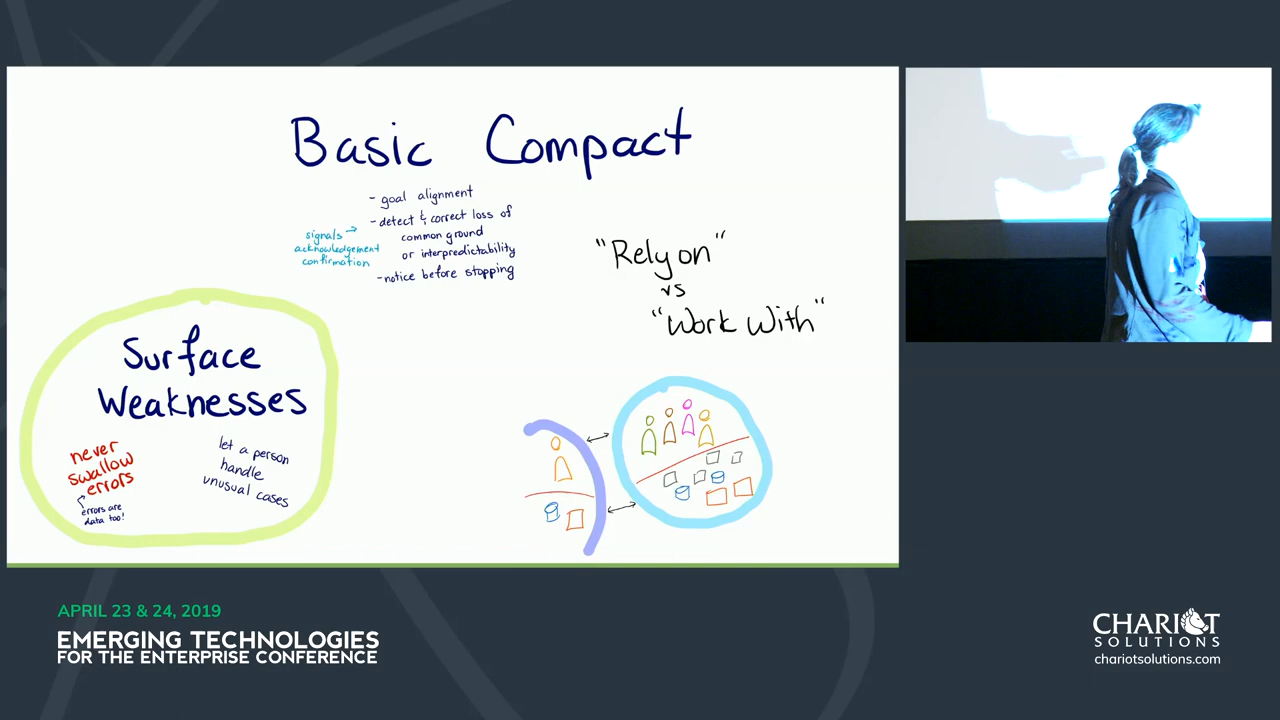 Basic Compact
- goal alignment
- detect & correct loss of
common ground
or interpredictability
- notice before stopping
signals →
acknowledgement
confirmation
"Rely on"
vs
"Work With"
Surface
Weaknesses
never
swallow
errors
errors are
data too!
let a person
handle
unusual cases
APRIL 23 & 24, 2019
EMERGING TECHNOLOGIES
FOR THE ENTERPRISE CONFERENCE
CHARIOT
SOLUTIONS
chariotsolutions.com